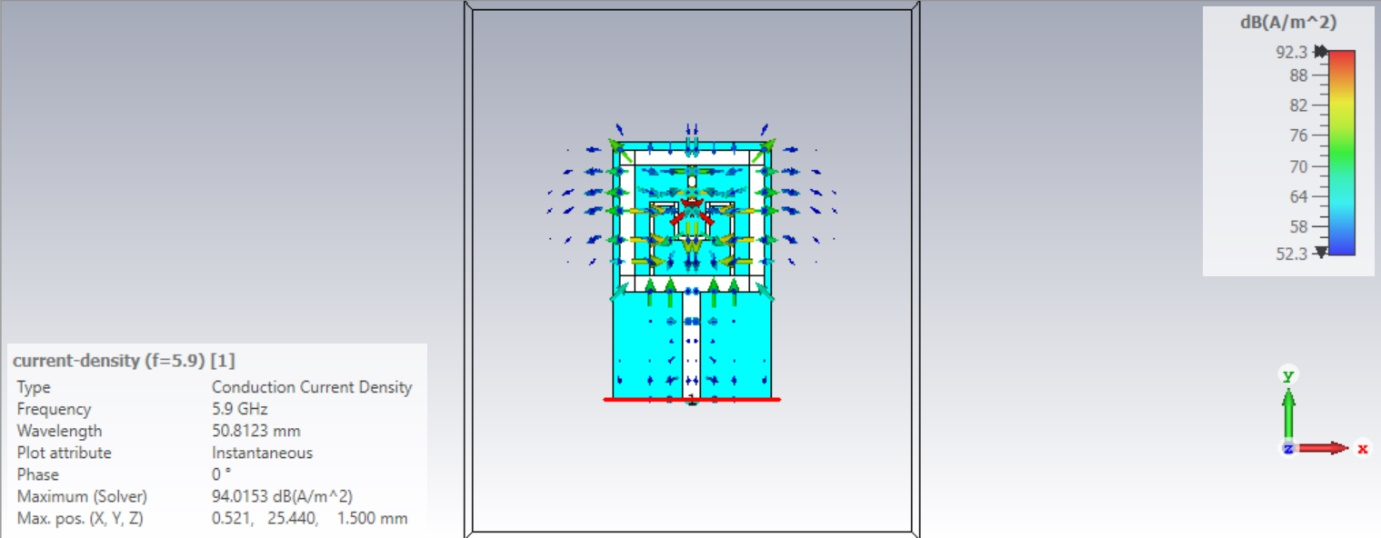 dB(A/m^2)
92.3
88
82
76
70
64
58
52.3
current-density (f=5.9) [1]
Type Conduction Current Density
Frequency 5.9 GHz
Wavelength 50.8123 mm
Plot attribute Instantaneous
Phase 0 °
Maximum (Solver) 94.0153 dB(A/m^2)
Max. pos. (X, Y, Z) 0.521, 25.440, 1.500 mm
1
Y
z x